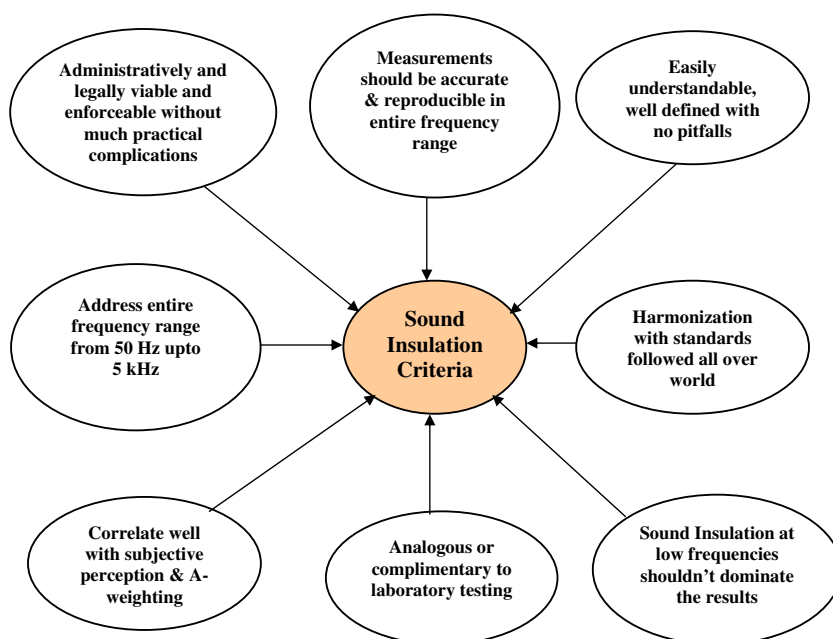 Administratively and
legally viable and
enforceable without
much practical
complications
Measurements
should be accurate
& reproducible in
entire frequency
range
Easily
understandable,
well defined with
no pitfalls
Address entire
frequency range
from 50 Hz upto
5 kHz
Sound
Insulation
Criteria
Harmonization
with standards
followed all over
world
Correlate well
with subjective
perception & A-
weighting
Analogous or
complimentary to
laboratory testing
Sound Insulation at
low frequencies
shouldn't dominate
the results